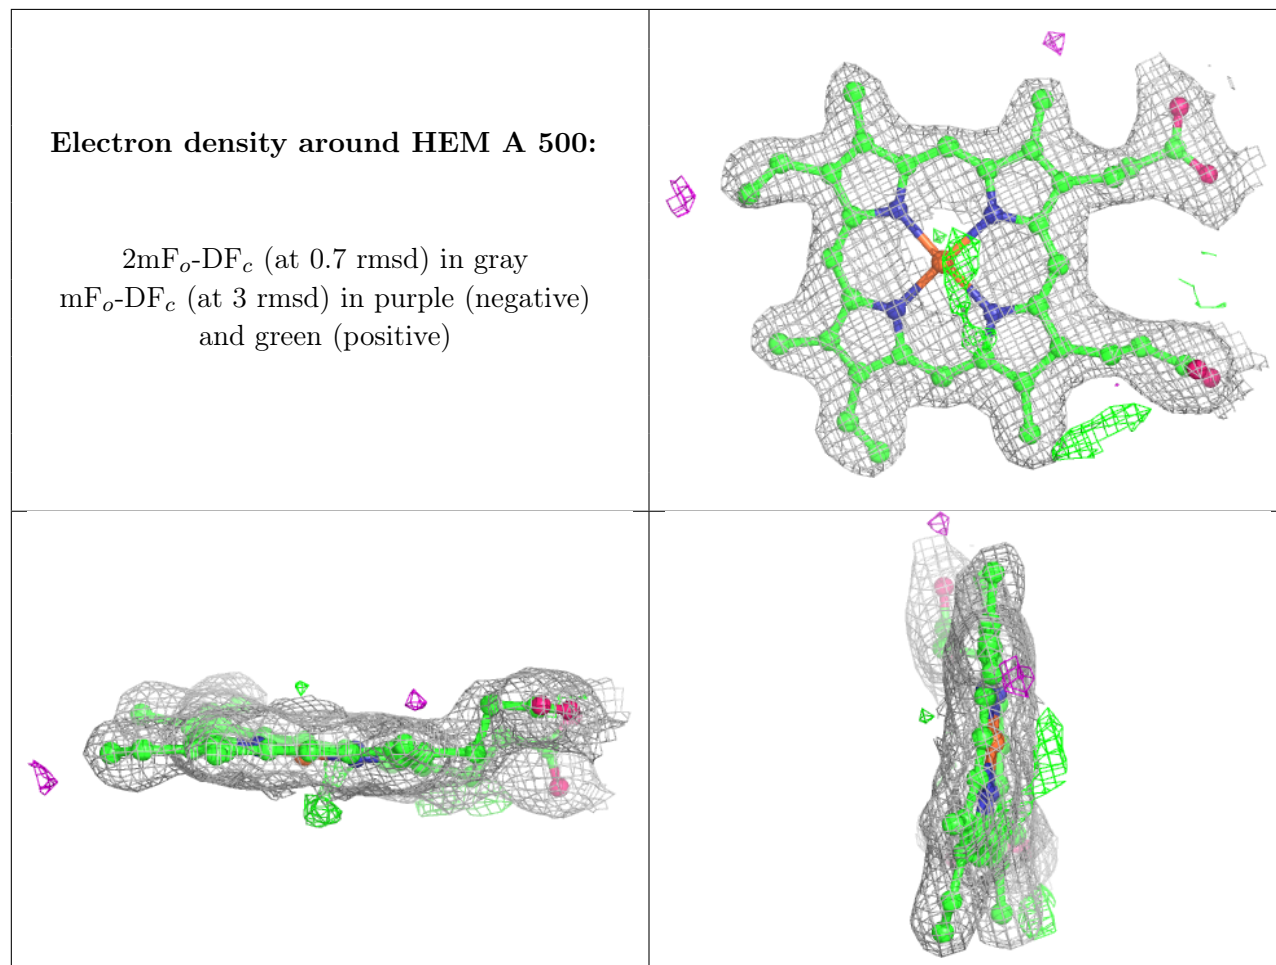 Electron density around HEM A 500:
2mFo-DFc (at 0.7 rmsd) in gray
mFo-DFc (at 3 rmsd) in purple (negative)
and green (positive)